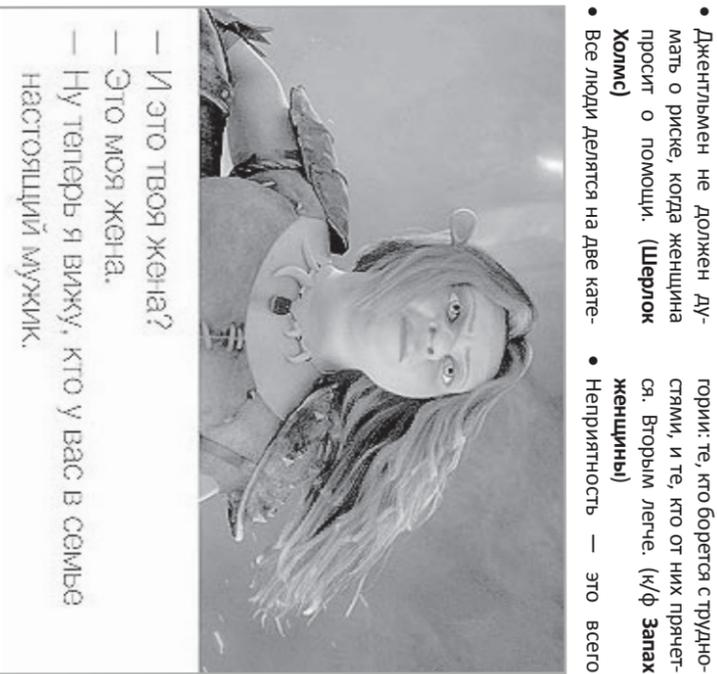 • Джентльмен не должен ду-
мать о риске, когда женщина
просит о помощи. (Шерлок
Холмс)
• Все люди делятся на две кате-
гории: те, кто борется с трудно-
стями, и те, кто от них прячет-
ся. Вторым легче. (к/ф Запах
женщины)
• Неприятность — это всего
— И это твоя жена?
— Это моя жена.
— Ну теперь я вижу, кто у вас в семье
настоящий мужик.